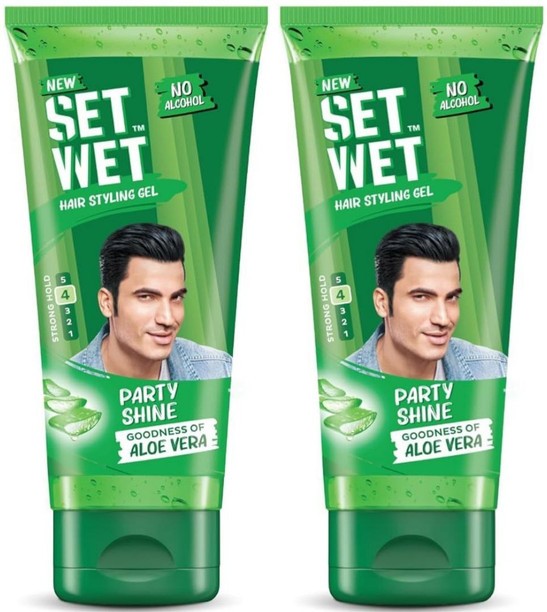 NEW
SET
WET™
HAIR STYLING GEL
NO
ALCOHOL
STRONG HOLD
5
4
3
2
1
PARTY
SHINE
GOODNESS OF
ALOE VERA
NEW
SET
WET™
HAIR STYLING GEL
NO
ALCOHOL
STRONG HOLD
5
4
3
2
1
PARTY
SHINE
GOODNESS OF
ALOE VERA